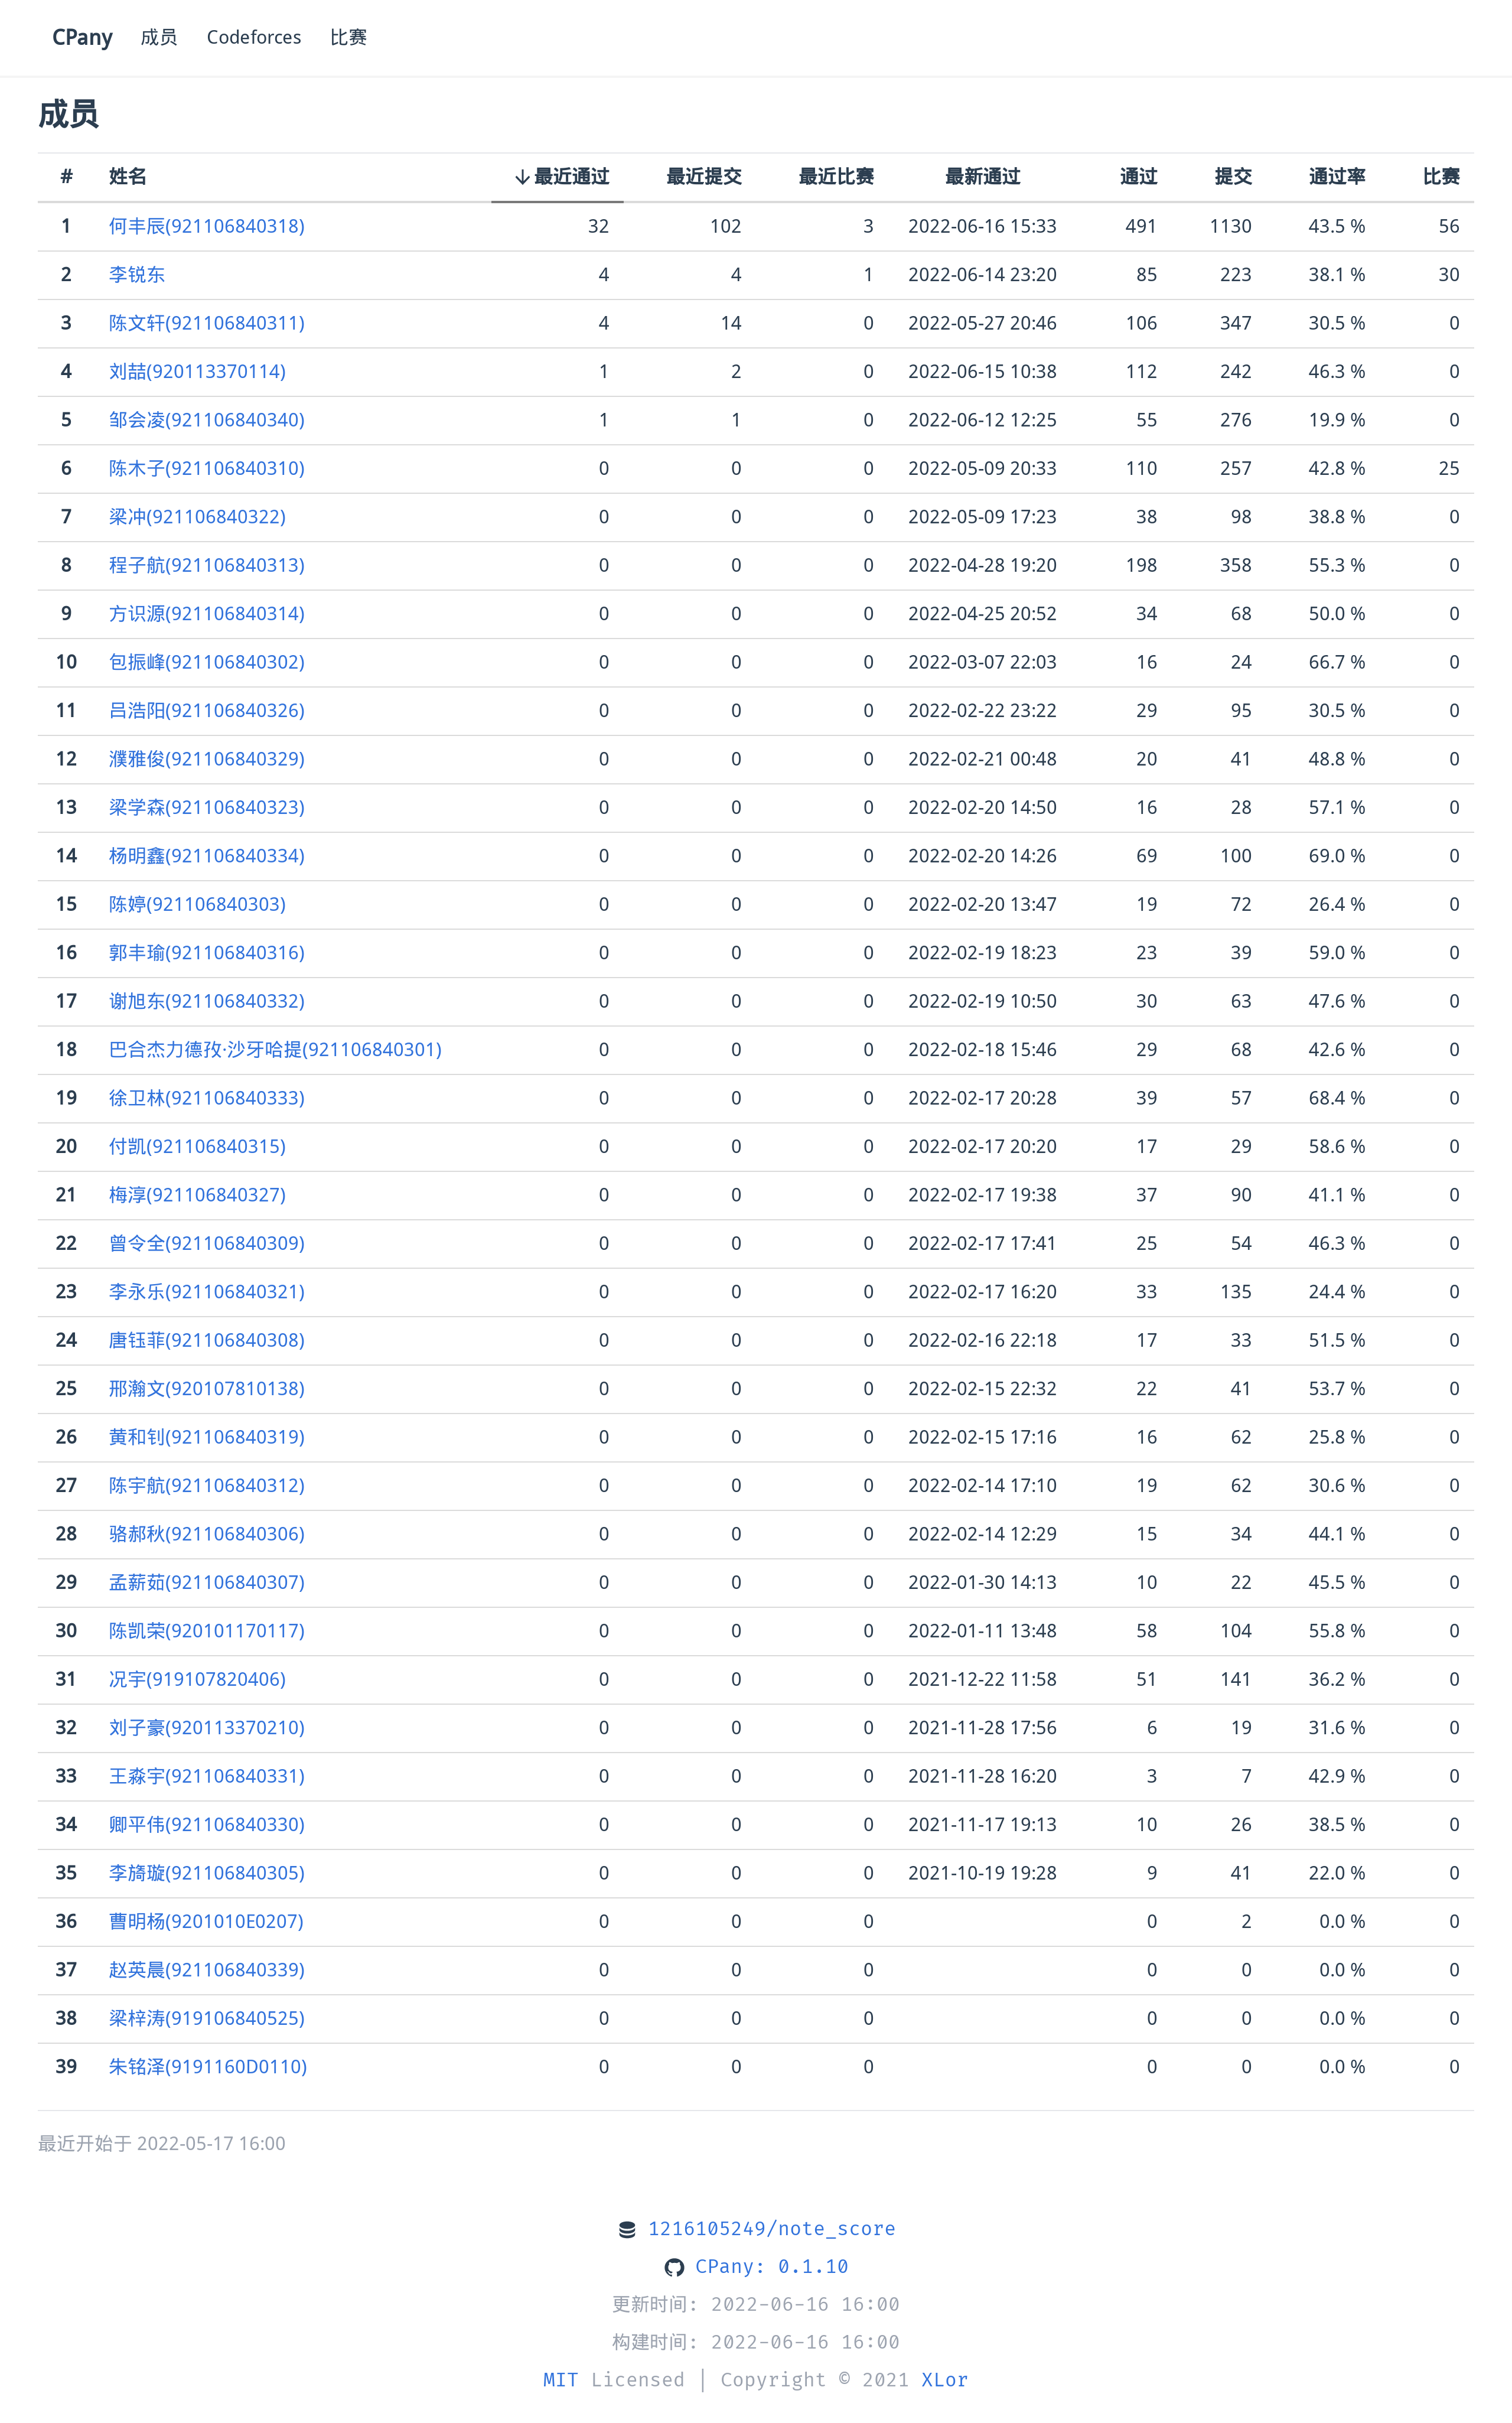 CPany 成员 Codeforces 比赛
成员
# 姓名 ↓最近通过 最近提交 最近比赛 最新通过 通过 提交 通过率 比赛
1 何丰辰(921106840318) 32 102 3 2022-06-16 15:33 491 1130 43.5 % 56
2 李锐东 4 4 1 2022-06-14 23:20 85 223 38.1 % 30
3 陈文轩(921106840311) 4 14 0 2022-05-27 20:46 106 347 30.5 % 0
4 刘喆(920113370114) 1 2 0 2022-06-15 10:38 112 242 46.3 % 0
5 邹会凌(921106840340) 1 1 0 2022-06-12 12:25 55 276 19.9 % 0
6 陈木子(921106840310) 0 0 0 2022-05-09 20:33 110 257 42.8 % 25
7 梁冲(921106840322) 0 0 0 2022-05-09 17:23 38 98 38.8 % 0
8 程子航(921106840313) 0 0 0 2022-04-28 19:20 198 358 55.3 % 0
9 方识源(921106840314) 0 0 0 2022-04-25 20:52 34 68 50.0 % 0
10 包振峰(921106840302) 0 0 0 2022-03-07 22:03 16 24 66.7 % 0
11 吕浩阳(921106840326) 0 0 0 2022-02-22 23:22 29 95 30.5 % 0
12 濮雅俊(921106840329) 0 0 0 2022-02-21 00:48 20 41 48.8 % 0
13 梁学森(921106840323) 0 0 0 2022-02-20 14:50 16 28 57.1 % 0
14 杨明鑫(921106840334) 0 0 0 2022-02-20 14:26 69 100 69.0 % 0
15 陈婷(921106840303) 0 0 0 2022-02-20 13:47 19 72 26.4 % 0
16 郭丰瑜(921106840316) 0 0 0 2022-02-19 18:23 23 39 59.0 % 0
17 谢旭东(921106840332) 0 0 0 2022-02-19 10:50 30 63 47.6 % 0
18 巴合杰力德孜·沙牙哈提(921106840301) 0 0 0 2022-02-18 15:46 29 68 42.6 % 0
19 徐卫林(921106840333) 0 0 0 2022-02-17 20:28 39 57 68.4 % 0
20 付凯(921106840315) 0 0 0 2022-02-17 20:20 17 29 58.6 % 0
21 梅淳(921106840327) 0 0 0 2022-02-17 19:38 37 90 41.1 % 0
22 曾令全(921106840309) 0 0 0 2022-02-17 17:41 25 54 46.3 % 0
23 李永乐(921106840321) 0 0 0 2022-02-17 16:20 33 135 24.4 % 0
24 唐钰菲(921106840308) 0 0 0 2022-02-16 22:18 17 33 51.5 % 0
25 邢瀚文(920107810138) 0 0 0 2022-02-15 22:32 22 41 53.7 % 0
26 黄和钊(921106840319) 0 0 0 2022-02-15 17:16 16 62 25.8 % 0
27 陈宇航(921106840312) 0 0 0 2022-02-14 17:10 19 62 30.6 % 0
28 骆郝秋(921106840306) 0 0 0 2022-02-14 12:29 15 34 44.1 % 0
29 孟薪茹(921106840307) 0 0 0 2022-01-30 14:13 10 22 45.5 % 0
30 陈凯荣(920101170117) 0 0 0 2022-01-11 13:48 58 104 55.8 % 0
31 况宇(919107820406) 0 0 0 2021-12-22 11:58 51 141 36.2 % 0
32 刘子豪(920113370210) 0 0 0 2021-11-28 17:56 6 19 31.6 % 0
33 王淼宇(921106840331) 0 0 0 2021-11-28 16:20 3 7 42.9 % 0
34 卿平伟(921106840330) 0 0 0 2021-11-17 19:13 10 26 38.5 % 0
35 李旖璇(921106840305) 0 0 0 2021-10-19 19:28 9 41 22.0 % 0
36 曹明杨(9201010E0207) 0 0 0 0 2 0.0 % 0
37 赵英晨(921106840339) 0 0 0 0 0 0.0 % 0
38 梁梓涛(919106840525) 0 0 0 0 0 0.0 % 0
39 朱铭泽(9191160D0110) 0 0 0 0 0 0.0 % 0
最近开始于 2022-05-17 16:00
1216105249/note_score
CPany: 0.1.10
更新时间: 2022-06-16 16:00
构建时间: 2022-06-16 16:00
MIT Licensed | Copyright © 2021 XLor